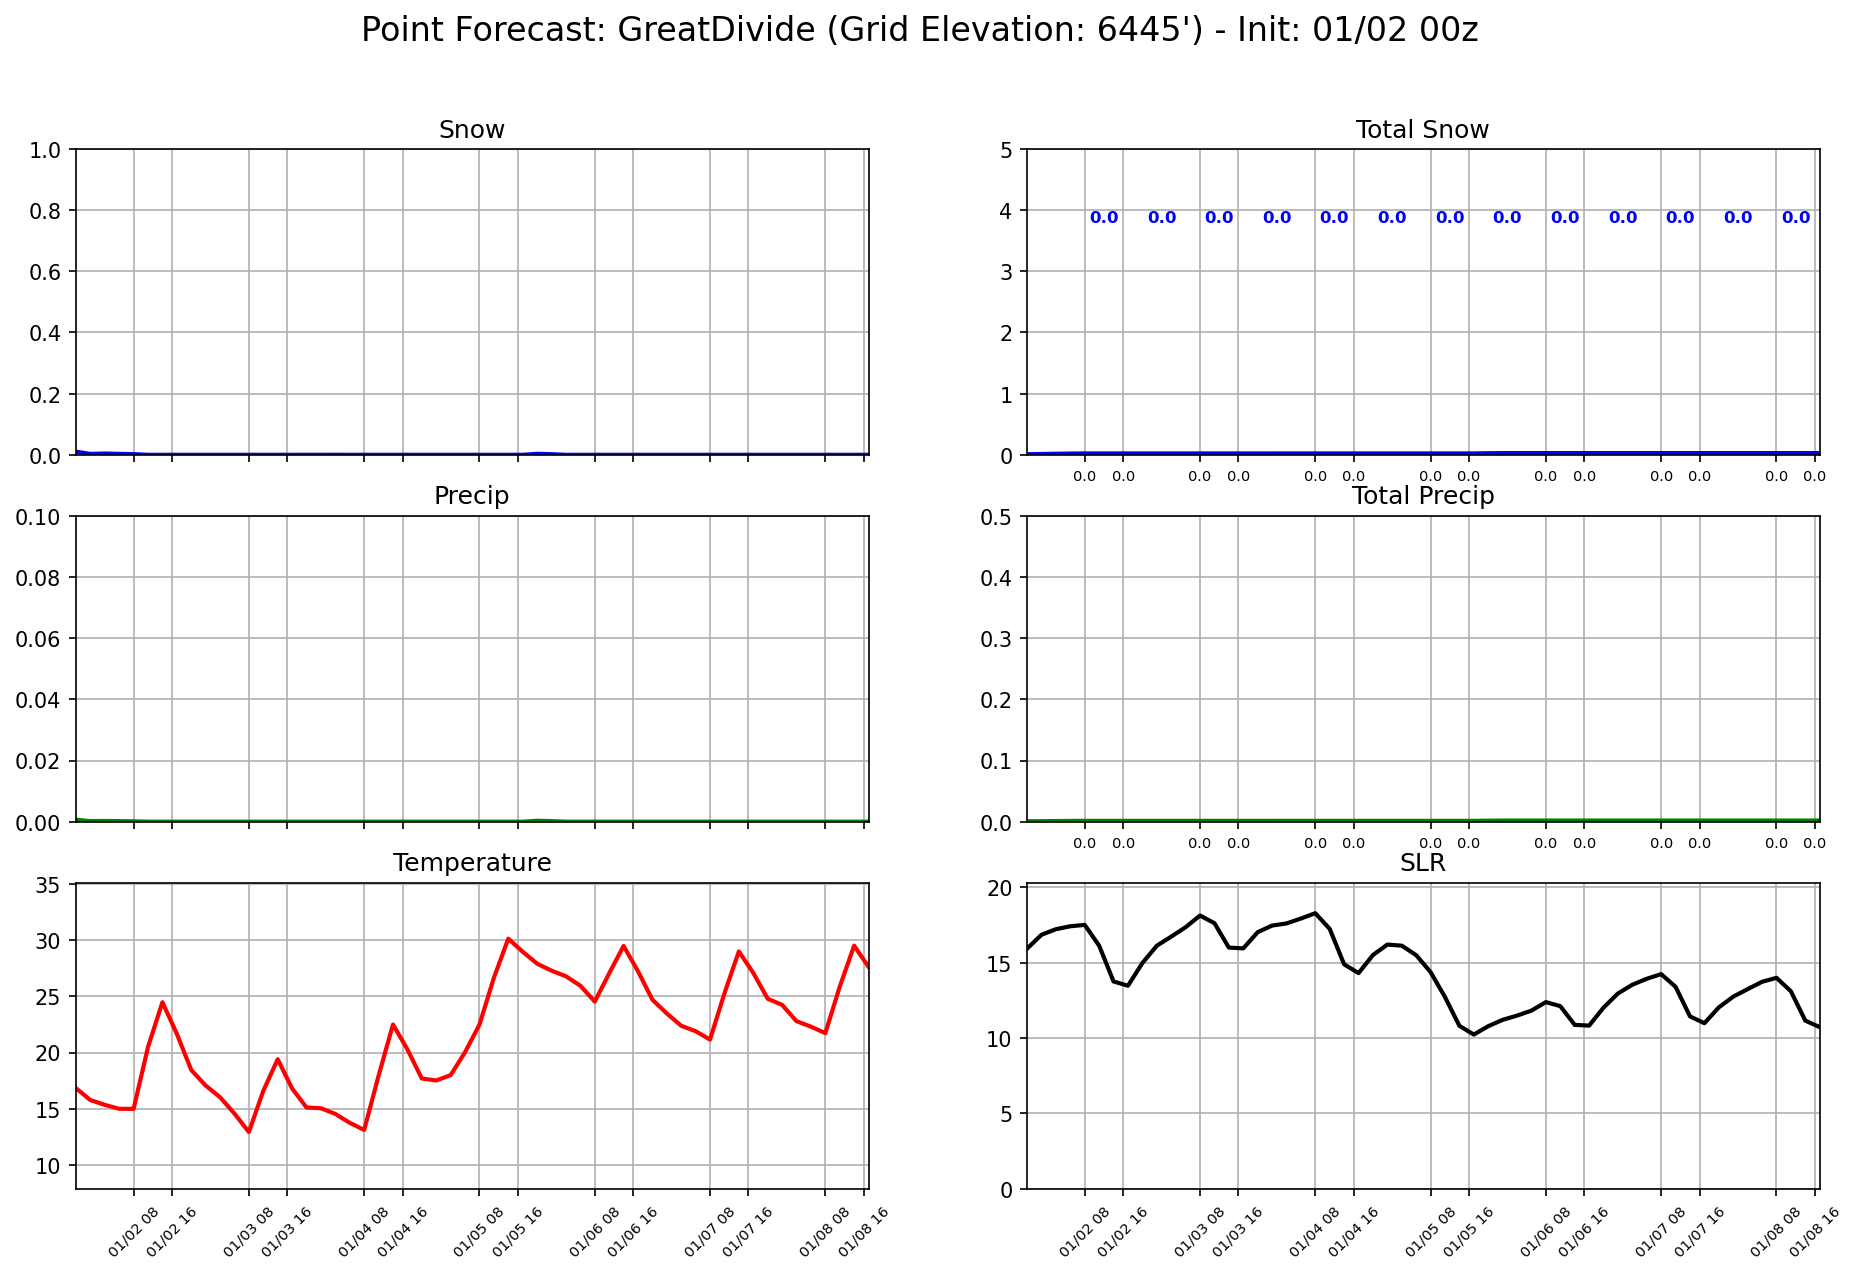 Point Forecast: GreatDivide (Grid Elevation: 6445') - Init: 01/02 00z
Snow
1.0
0.8
0.6
0.4
0.2
0.0
Total Snow
5
4
3
2
1
0
0.0 0.0 0.0 0.0 0.0 0.0 0.0 0.0 0.0 0.0 0.0 0.0 0.0
0.0 0.0 0.0 0.0 0.0 0.0 0.0 0.0 0.0 0.0 0.0 0.0 0.0 0.0
Precip
0.10
0.08
0.06
0.04
0.02
0.00
Total Precip
0.5
0.4
0.3
0.2
0.1
0.0
0.0 0.0 0.0 0.0 0.0 0.0 0.0 0.0 0.0 0.0 0.0 0.0 0.0 0.0
Temperature
35
30
25
20
15
10
01/02 08 01/02 16 01/03 08 01/03 16 01/04 08 01/04 16 01/05 08 01/05 16 01/06 08 01/06 16 01/07 08 01/07 16 01/08 08 01/08 16
SLR
20
15
10
5
0
01/02 08 01/02 16 01/03 08 01/03 16 01/04 08 01/04 16 01/05 08 01/05 16 01/06 08 01/06 16 01/07 08 01/07 16 01/08 08 01/08 16